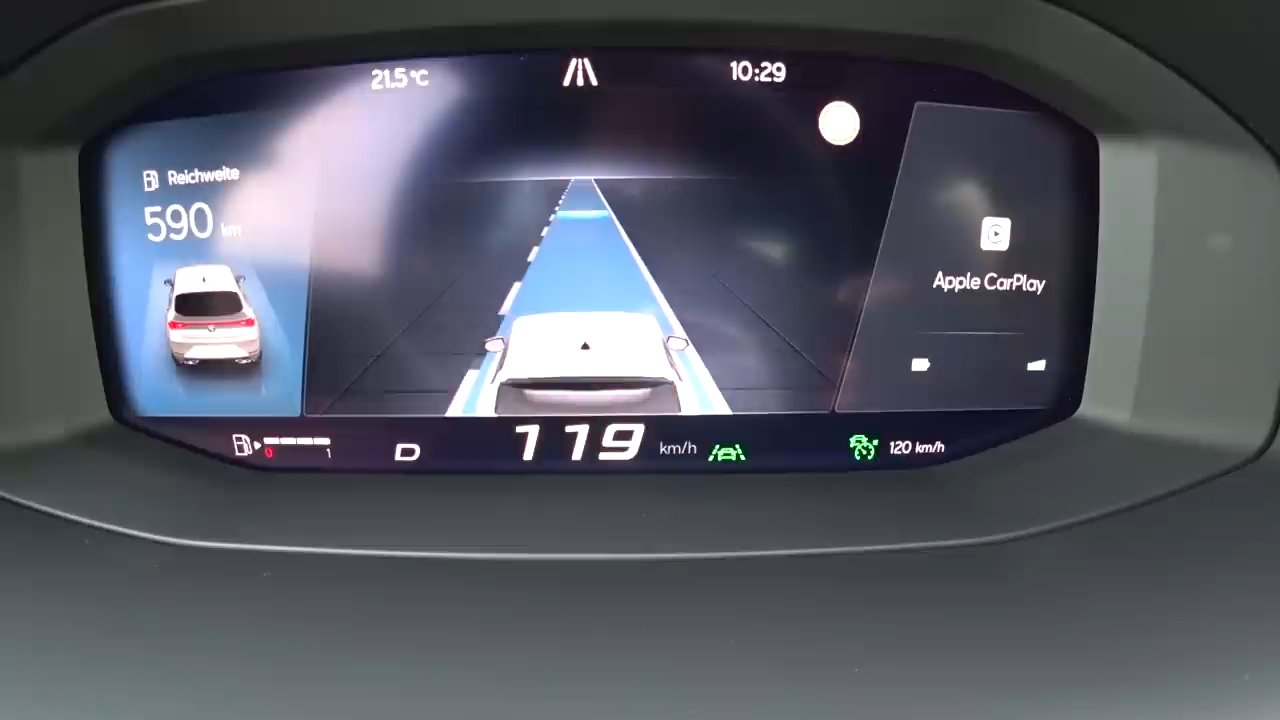 21.5°C
10:29
Reichweite
590 km
Apple CarPlay
0 1
D
119 km/h
120 km/h